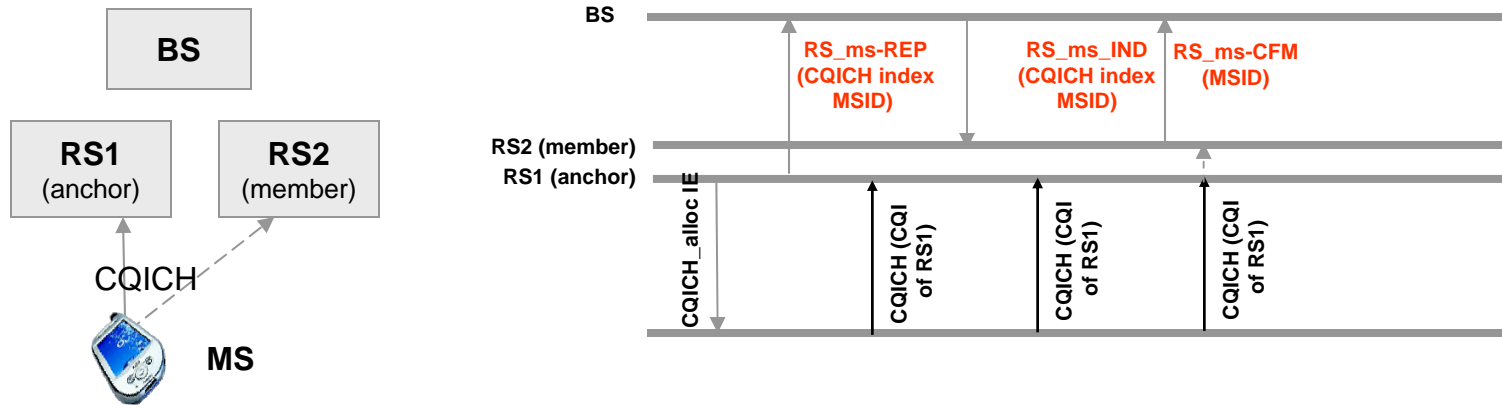 BS
RS1
(anchor)
RS2
(member)
CQICH
MS
BS
RS_ms-REP
(CQICH index
MSID)
RS_ms_IND
(CQICH index
MSID)
RS_ms-CFM
(MSID)
RS2 (member)
RS1 (anchor)
CQICH_alloc IE
CQICH (CQI
of RS1)
CQICH (CQI
of RS1)
CQICH (CQI
of RS1)